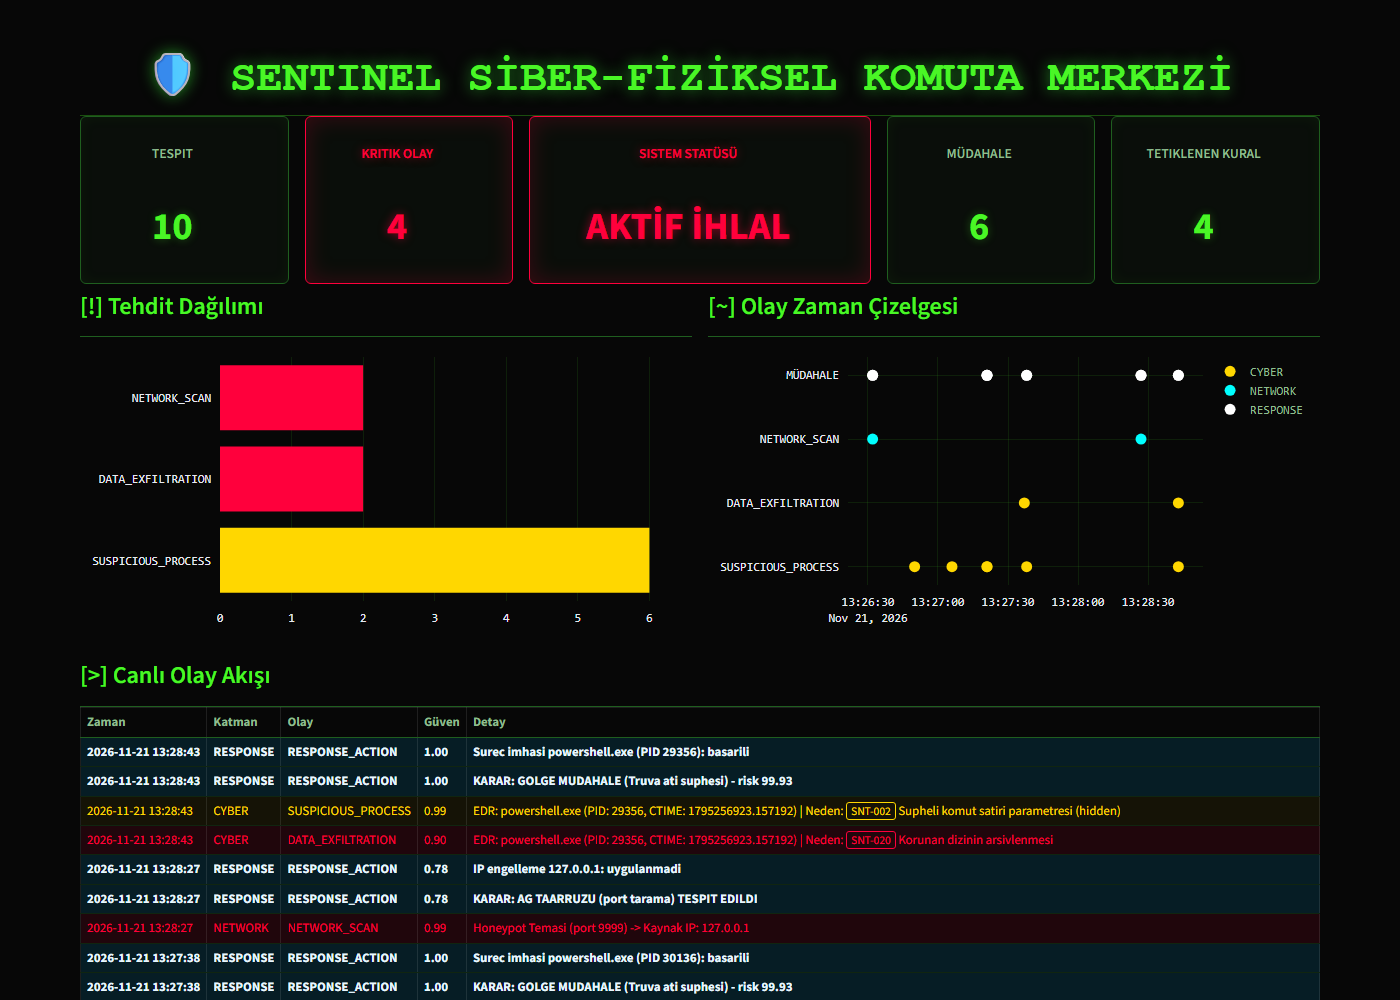 SENTINEL SİBER-FİZİKSEL KOMUTA MERKEZİ
TESPIT
10
KRITIK OLAY
4
SISTEM STATÜSÜ
AKTİF İHLAL
MÜDAHALE
6
TETIKLENEN KURAL
4
[!] Tehdit Dağılımı
NETWORK_SCAN
DATA_EXFILTRATION
SUSPICIOUS_PROCESS
0 1 2 3 4 5 6
[~] Olay Zaman Çizelgesi
MÜDAHALE
NETWORK_SCAN
DATA_EXFILTRATION
SUSPICIOUS_PROCESS
13:26:30 13:27:00 13:27:30 13:28:00 13:28:30
Nov 21, 2026
CYBER
NETWORK
RESPONSE
[>] Canlı Olay Akışı
Zaman Katman Olay Güven Detay
2026-11-21 13:28:43 RESPONSE RESPONSE_ACTION 1.00 Surec imhasi powershell.exe (PID 29356): basarili
2026-11-21 13:28:43 RESPONSE RESPONSE_ACTION 1.00 KARAR: GOLGE MUDAHALE (Truva ati suphesi) - risk 99.93
2026-11-21 13:28:43 CYBER SUSPICIOUS_PROCESS 0.99 EDR: powershell.exe (PID: 29356, CTIME: 1795256923.157192) | Neden: SNT-002 Supheli komut satiri parametresi (hidden)
2026-11-21 13:28:43 CYBER DATA_EXFILTRATION 0.90 EDR: powershell.exe (PID: 29356, CTIME: 1795256923.157192) | Neden: SNT-020 Korunan dizinin arsivlenmesi
2026-11-21 13:28:27 RESPONSE RESPONSE_ACTION 0.78 IP engelleme 127.0.0.1: uygulanmadi
2026-11-21 13:28:27 RESPONSE RESPONSE_ACTION 0.78 KARAR: AG TAARRUZU (port tarama) TESPIT EDILDI
2026-11-21 13:28:27 NETWORK NETWORK_SCAN 0.99 Honeypot Temasi (port 9999) -> Kaynak IP: 127.0.0.1
2026-11-21 13:27:38 RESPONSE RESPONSE_ACTION 1.00 Surec imhasi powershell.exe (PID 30136): basarili
2026-11-21 13:27:38 RESPONSE RESPONSE_ACTION 1.00 KARAR: GOLGE MUDAHALE (Truva ati suphesi) - risk 99.93